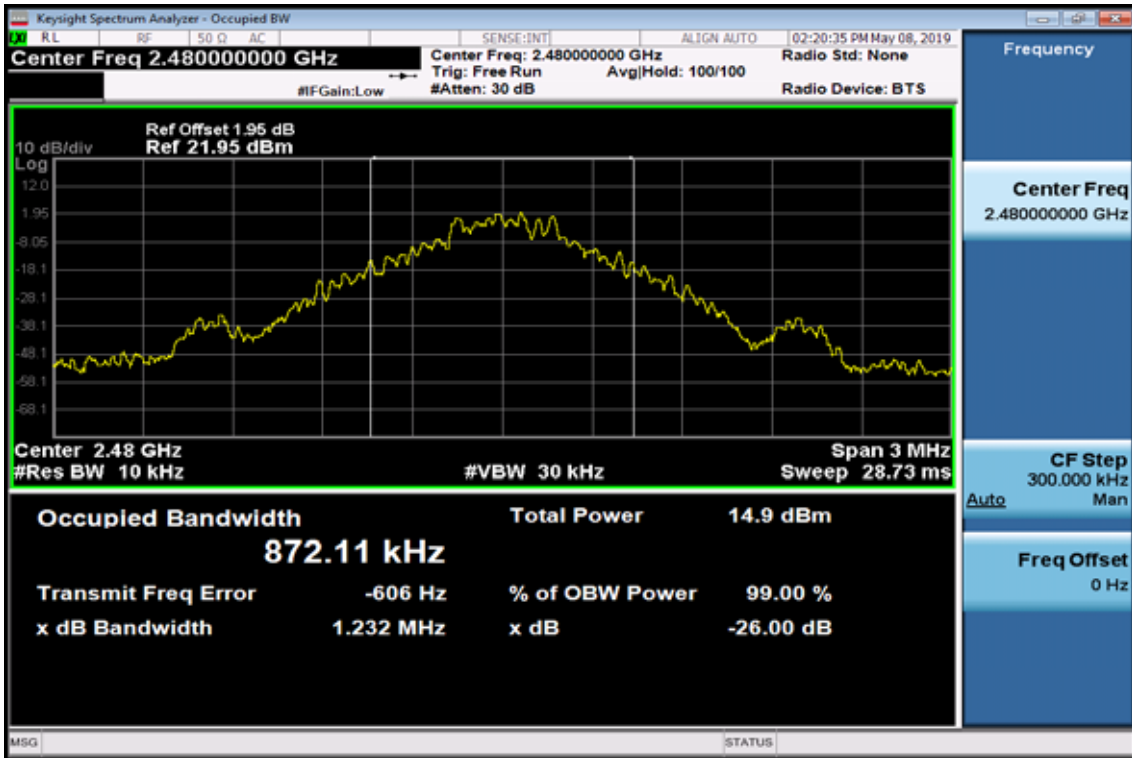 Keysight Spectrum Analyzer - Occupied BW
LXI RL RF 50 Ω AC SENSE:INT ALIGN AUTO 02:20:35 PM May 08, 2019
Center Freq 2.480000000 GHz
#IFGain:Low
Center Freq: 2.480000000 GHz
Trig: Free Run Avg|Hold: 100/100
#Atten: 30 dB
Radio Std: None
Radio Device: BTS
Ref Offset 1.95 dB
10 dB/div Ref 21.95 dBm
Log
12.0
1.95
-8.05
-18.1
-28.1
-38.1
-48.1
-58.1
-68.1
Center 2.48 GHz Span 3 MHz
#Res BW 10 kHz #VBW 30 kHz Sweep 28.73 ms
Occupied Bandwidth Total Power 14.9 dBm
872.11 kHz
Transmit Freq Error -606 Hz % of OBW Power 99.00 %
x dB Bandwidth 1.232 MHz x dB -26.00 dB
MSG STATUS
Frequency
Center Freq
2.480000000 GHz
CF Step
300.000 kHz
Auto Man
Freq Offset
0 Hz